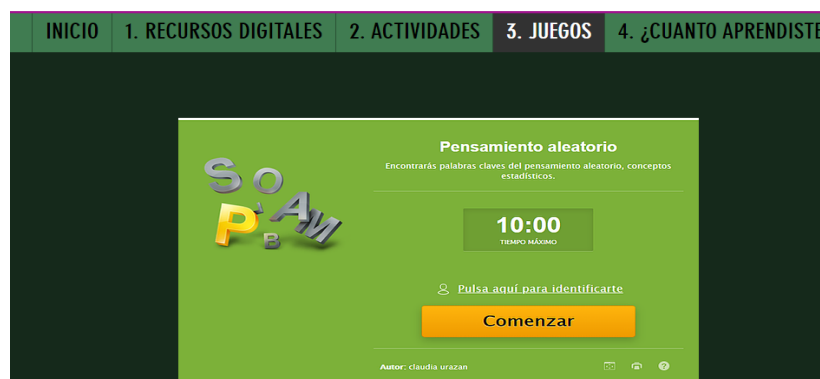 INICIO 1. RECURSOS DIGITALES 2. ACTIVIDADES 3. JUEGOS 4. ¿CUANTO APRENDISTE
S O A M P B
Pensamiento aleatorio
Encontrarás palabras claves del pensamiento aleatorio, conceptos
estadísticos.
10:00
TIEMPO MÁXIMO
Pulsa aquí para identificarte
Comenzar
Autor: claudia urazan